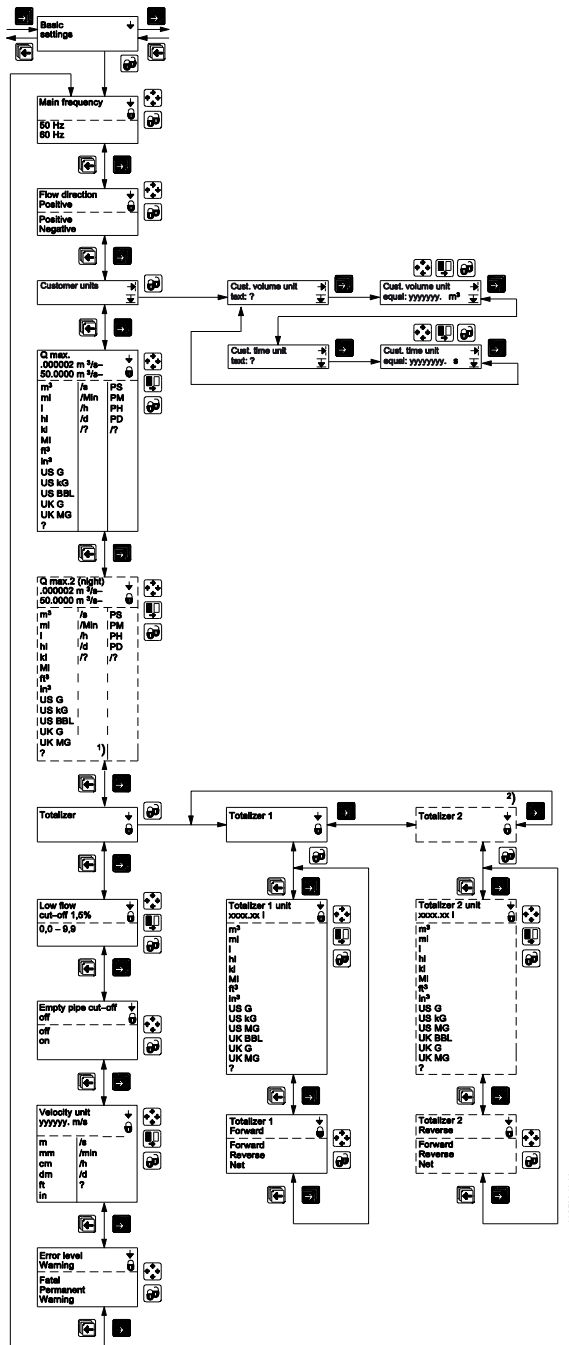 Basic
settings
Main frequency
50 Hz
60 Hz
Flow direction
Positive
Positive
Negative
Customer units
Cust. volume unit
text: ?
Cust. volume unit
equal: yyyyyyy. m³
Cust. time unit
text: ?
Cust. time unit
equal: yyyyyyyy. s
Q max.
.000002 m ³/s–
50.0000 m ³/s–
m³ /s PS
ml /Min PM
l /h PH
hl /d PD
kl /? /?
Ml
ft³
in³
US G
US kG
US BBL
UK G
UK MG
?
Q max.2 (night)
.000002 m ³/s–
50.0000 m ³/s–
m³ /s PS
ml /Min PM
l /h PH
hl /d PD
kl /? /?
Ml
ft³
in³
US G
US kG
US BBL
UK G
UK MG
? 1)
Totalizer
Totalizer 1
2)
Totalizer 2
Low flow
cut–off 1,5%
0,0 – 9,9
Empty pipe cut–off
off
off
on
Velocity unit
yyyyyy. m/s
m /s
mm /min
cm /h
dm /d
ft ?
in
Error level
Warning
Fatal
Permanent
Warning
Totalizer 1 unit
xxxx.xx l
m³
ml
l
hl
kl
Ml
ft³
in³
US G
US kG
US MG
UK BBL
UK G
UK MG
?
Totalizer 1
Forward
Forward
Reverse
Net
Totalizer 2 unit
xxxx.xx l
m³
ml
l
hl
kl
Ml
ft³
in³
US G
US kG
US MG
UK BBL
UK G
UK MG
?
Totalizer 2
Reverse
Forward
Reverse
Net